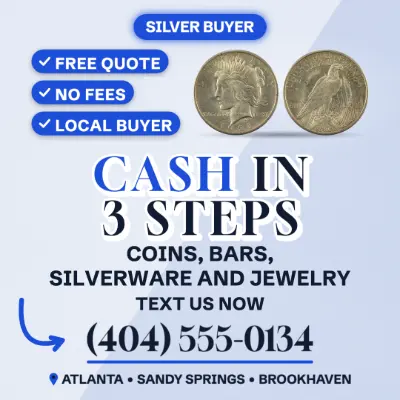 SILVER BUYER
FREE QUOTE
NO FEES
LOCAL BUYER
CASH IN
3 STEPS
COINS, BARS,
SILVERWARE AND JEWELRY
TEXT US NOW
(404) 555-0134
ATLANTA • SANDY SPRINGS • BROOKHAVEN